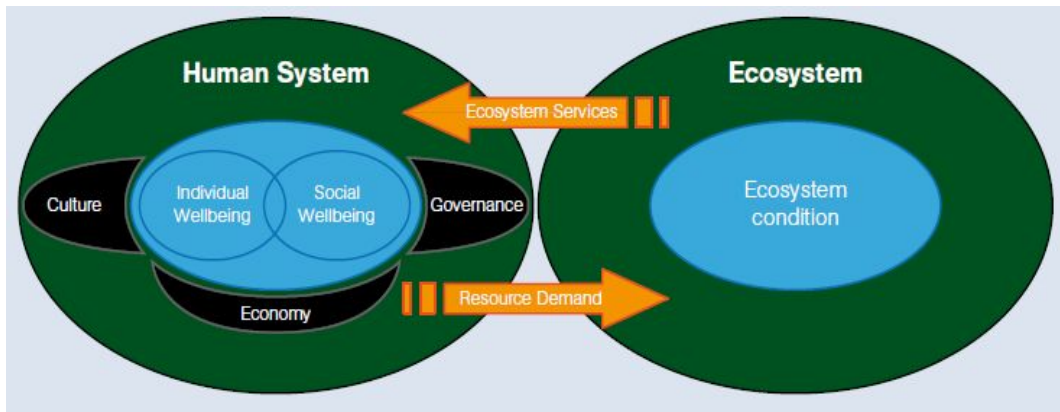 Human System
Ecosystem
Ecosystem Services
Culture
Individual
Wellbeing
Social
Wellbeing
Governance
Ecosystem
condition
Resource Demand
Economy